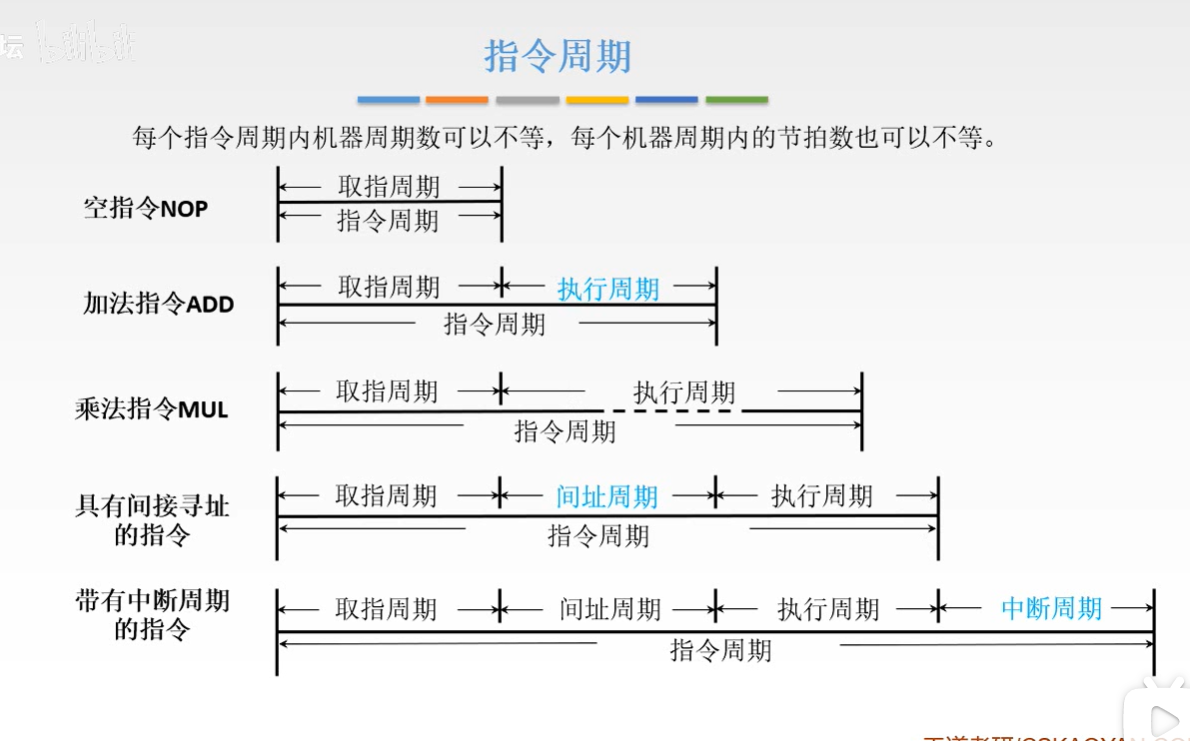 坛
指令周期
每个指令周期内机器周期数可以不等，每个机器周期内的节拍数也可以不等。
空指令NOP
取指周期
指令周期
加法指令ADD
取指周期 执行周期
指令周期
乘法指令MUL
取指周期 执行周期
指令周期
具有间接寻址
的指令
取指周期 间址周期 执行周期
指令周期
带有中断周期
的指令
取指周期 间址周期 执行周期 中断周期
指令周期